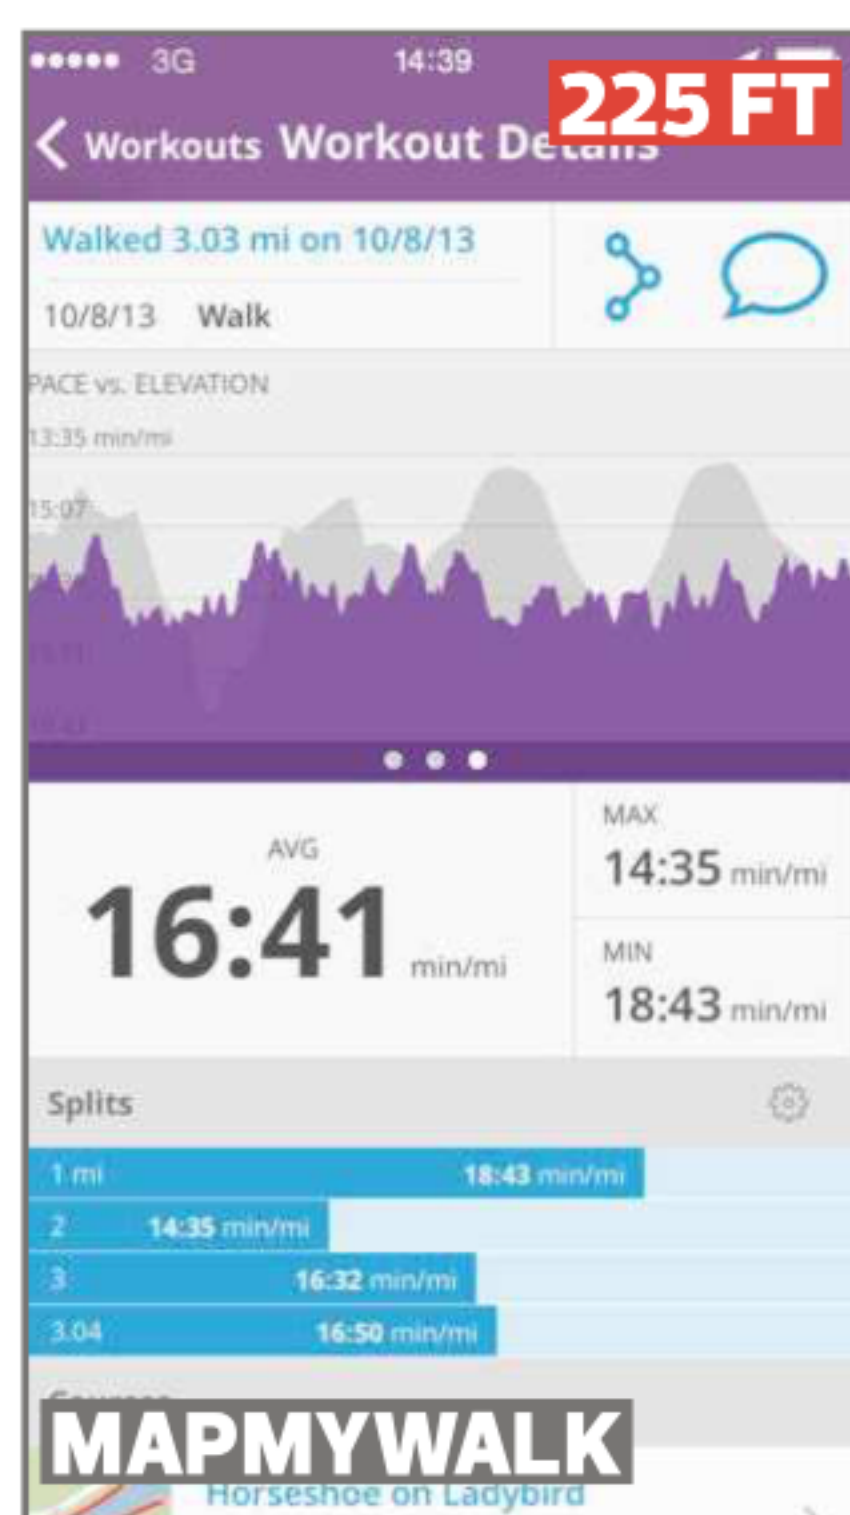 3G 14:39
225 FT
Workouts Workout Details
Walked 3.03 mi on 10/8/13
10/8/13 Walk
PACE vs. ELEVATION
13:35 min/mi
15:07
AVG
16:41 min/mi
MAX
14:35 min/mi
MIN
18:43 min/mi
Splits
1 mi 18:43 min/mi
2 14:35 min/mi
3 16:32 min/mi
3.04 16:50 min/mi
MAPMYWALK
Horseshoe on Ladybird